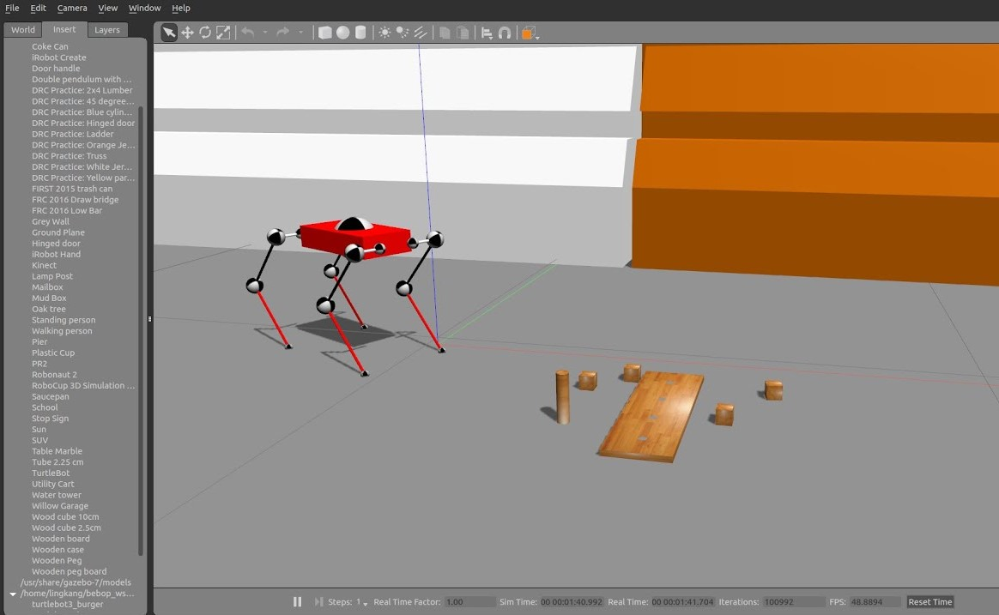 File Edit Camera View Window Help
World Insert Layers
Coke Can
iRobot Create
Door handle
Double pendulum with ...
DRC Practice: 2x4 Lumber
DRC Practice: 45 degree...
DRC Practice: Blue cylin...
DRC Practice: Hinged door
DRC Practice: Ladder
DRC Practice: Orange Je...
DRC Practice: Truss
DRC Practice: White Jer...
DRC Practice: Yellow par...
FIRST 2015 trash can
FRC 2016 Draw bridge
FRC 2016 Low Bar
Grey Wall
Ground Plane
Hinged door
iRobot Hand
Kinect
Lamp Post
Mailbox
Mud Box
Oak tree
Standing person
Walking person
Pier
Plastic Cup
PR2
Robonaut 2
RoboCup 3D Simulation ...
Saucepan
School
Stop Sign
Sun
SUV
Table Marble
Tube 2.25 cm
TurtleBot
Utility Cart
Water tower
Willow Garage
Wood cube 10cm
Wood cube 2.5cm
Wooden board
Wooden case
Wooden Peg
Wooden peg board
/usr/share/gazebo-7/models
/home/lingkang/bebop_ws...
turtlebot3_burger
Steps: 1 Real Time Factor: 1.00 Sim Time: 00 00:01:40.992 Real Time: 00 00:01:41.704 Iterations: 100992 FPS: 48.8894 Reset Time